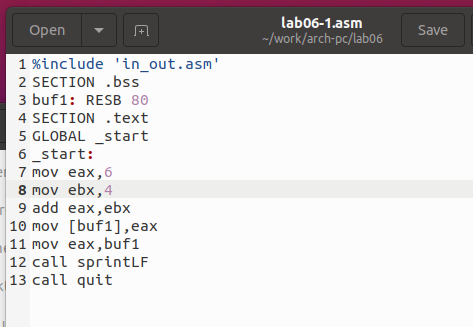 Open
lab06-1.asm
~/work/arch-pc/lab06
Save
1 %include 'in_out.asm'
2 SECTION .bss
3 buf1: RESB 80
4 SECTION .text
5 GLOBAL _start
6 _start:
7 mov eax,6
8 mov ebx,4
9 add eax,ebx
10 mov [buf1],eax
11 mov eax,buf1
12 call sprintLF
13 call quit